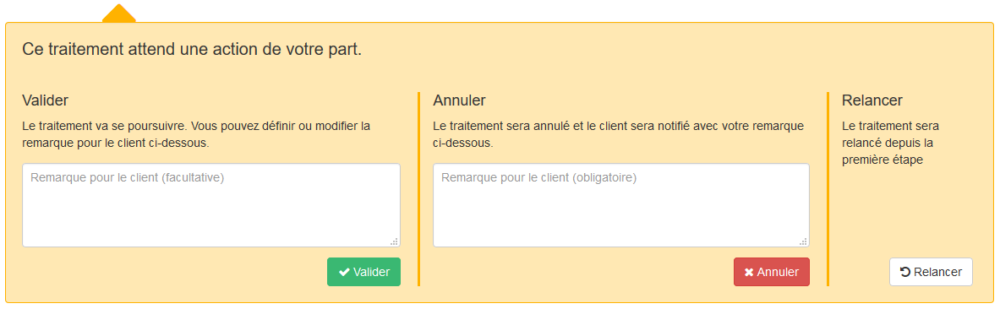 Ce traitement attend une action de votre part.
Valider
Le traitement va se poursuivre. Vous pouvez définir ou modifier la
remarque pour le client ci-dessous.
Remarque pour le client (facultative)
Valider
Annuler
Le traitement sera annulé et le client sera notifié avec votre remarque
ci-dessous.
Remarque pour le client (obligatoire)
Annuler
Relancer
Le traitement sera
relancé depuis la
première étape
Relancer